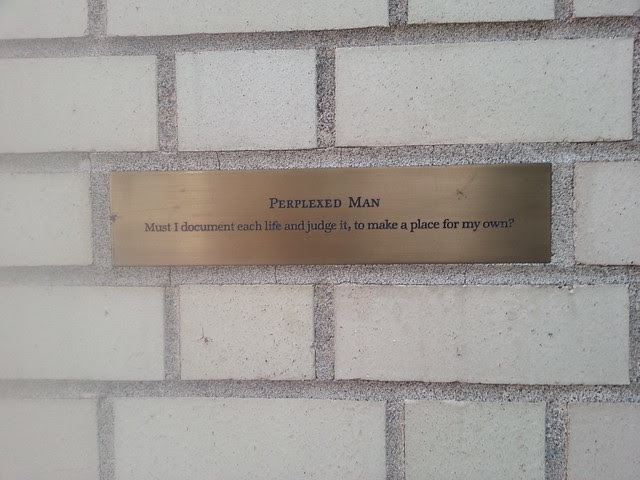 PERPLEXED MAN
Must I document each life and judge it, to make a place for my own?